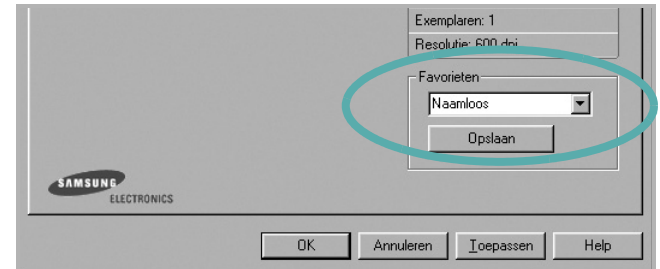 Exemplaren: 1
Resolutie: 600 dpi
Favorieten
Naamloos
Opslaan
SAMSUNG
ELECTRONICS
OK Annuleren Toepassen Help